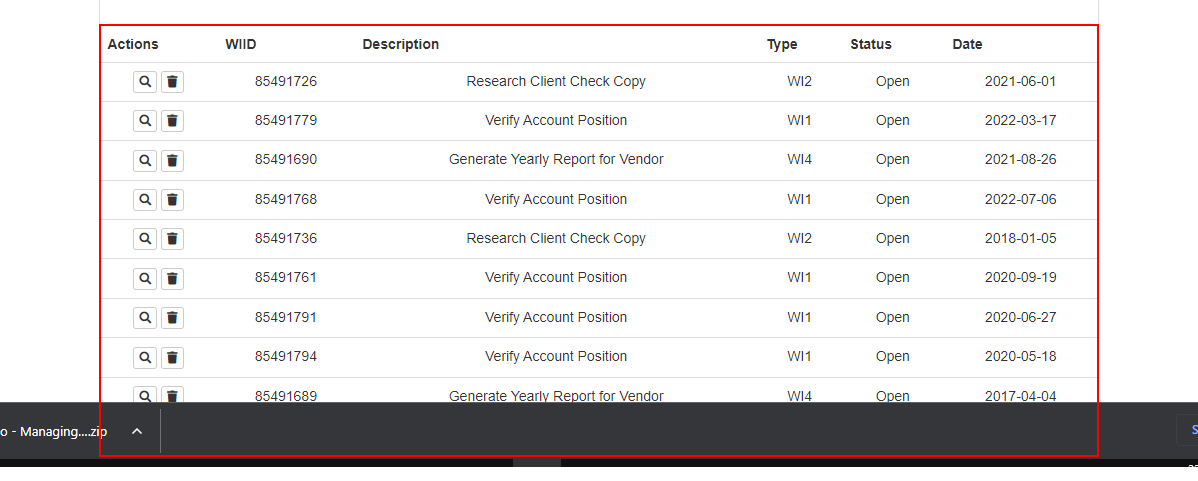 Actions WIID Description Type Status Date
85491726 Research Client Check Copy WI2 Open 2021-06-01
85491779 Verify Account Position WI1 Open 2022-03-17
85491690 Generate Yearly Report for Vendor WI4 Open 2021-08-26
85491768 Verify Account Position WI1 Open 2022-07-06
85491736 Research Client Check Copy WI2 Open 2018-01-05
85491761 Verify Account Position WI1 Open 2020-09-19
85491791 Verify Account Position WI1 Open 2020-06-27
85491794 Verify Account Position WI1 Open 2020-05-18
85491689 Generate Yearly Report for Vendor WI4 Open 2017-04-04
o - Managing....zip S